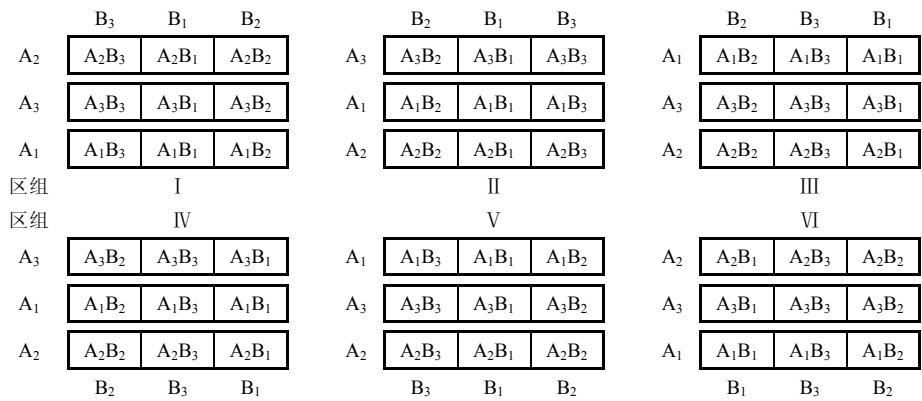 B₃ B₁ B₂ B₂ B₁ B₃ B₂ B₃ B₁
A₂ A₂B₃ A₂B₁ A₂B₂ A₃ A₃B₂ A₃B₁ A₃B₃ A₁ A₁B₂ A₁B₃ A₁B₁
A₃ A₃B₃ A₃B₁ A₃B₂ A₁ A₁B₂ A₁B₁ A₁B₃ A₃ A₃B₂ A₃B₃ A₃B₁
A₁ A₁B₃ A₁B₁ A₁B₂ A₂ A₂B₂ A₂B₁ A₂B₃ A₂ A₂B₂ A₂B₃ A₂B₁
区组 Ⅰ Ⅱ Ⅲ
区组 Ⅳ Ⅴ Ⅵ
A₃ A₃B₂ A₃B₃ A₃B₁ A₁ A₁B₃ A₁B₁ A₁B₂ A₂ A₂B₁ A₂B₃ A₂B₂
A₁ A₁B₂ A₁B₃ A₁B₁ A₃ A₃B₃ A₃B₁ A₃B₂ A₃ A₃B₁ A₃B₃ A₃B₂
A₂ A₂B₂ A₂B₃ A₂B₁ A₂ A₂B₃ A₂B₁ A₂B₂ A₁ A₁B₁ A₁B₃ A₁B₂
B₂ B₃ B₁ B₃ B₁ B₂ B₁ B₃ B₂